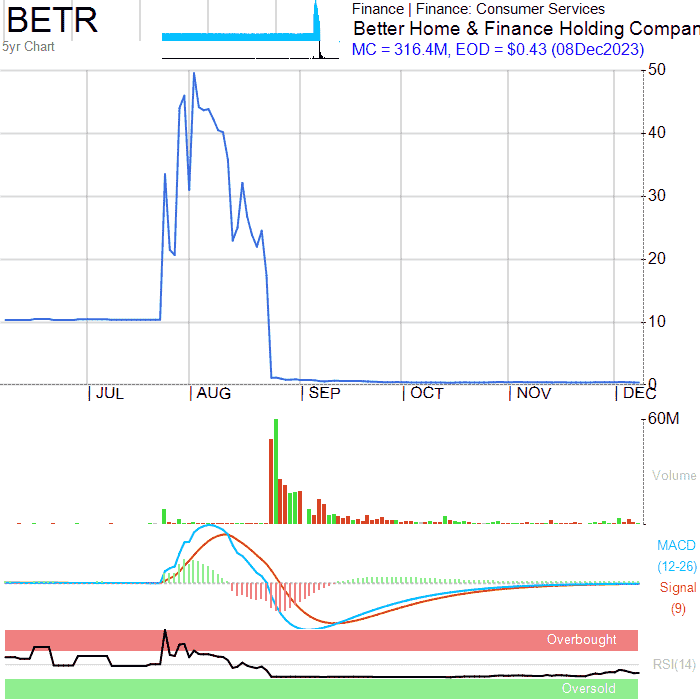 BETR
5yr Chart
Finance | Finance: Consumer Services
Better Home & Finance Holding Compan
MC = 316.4M, EOD = $0.43 (08Dec2023)
50
40
30
20
10
0
JUL AUG SEP OCT NOV DEC
60M
Volume
MACD
(12-26)
Signal
(9)
Overbought
RSI(14)
Oversold